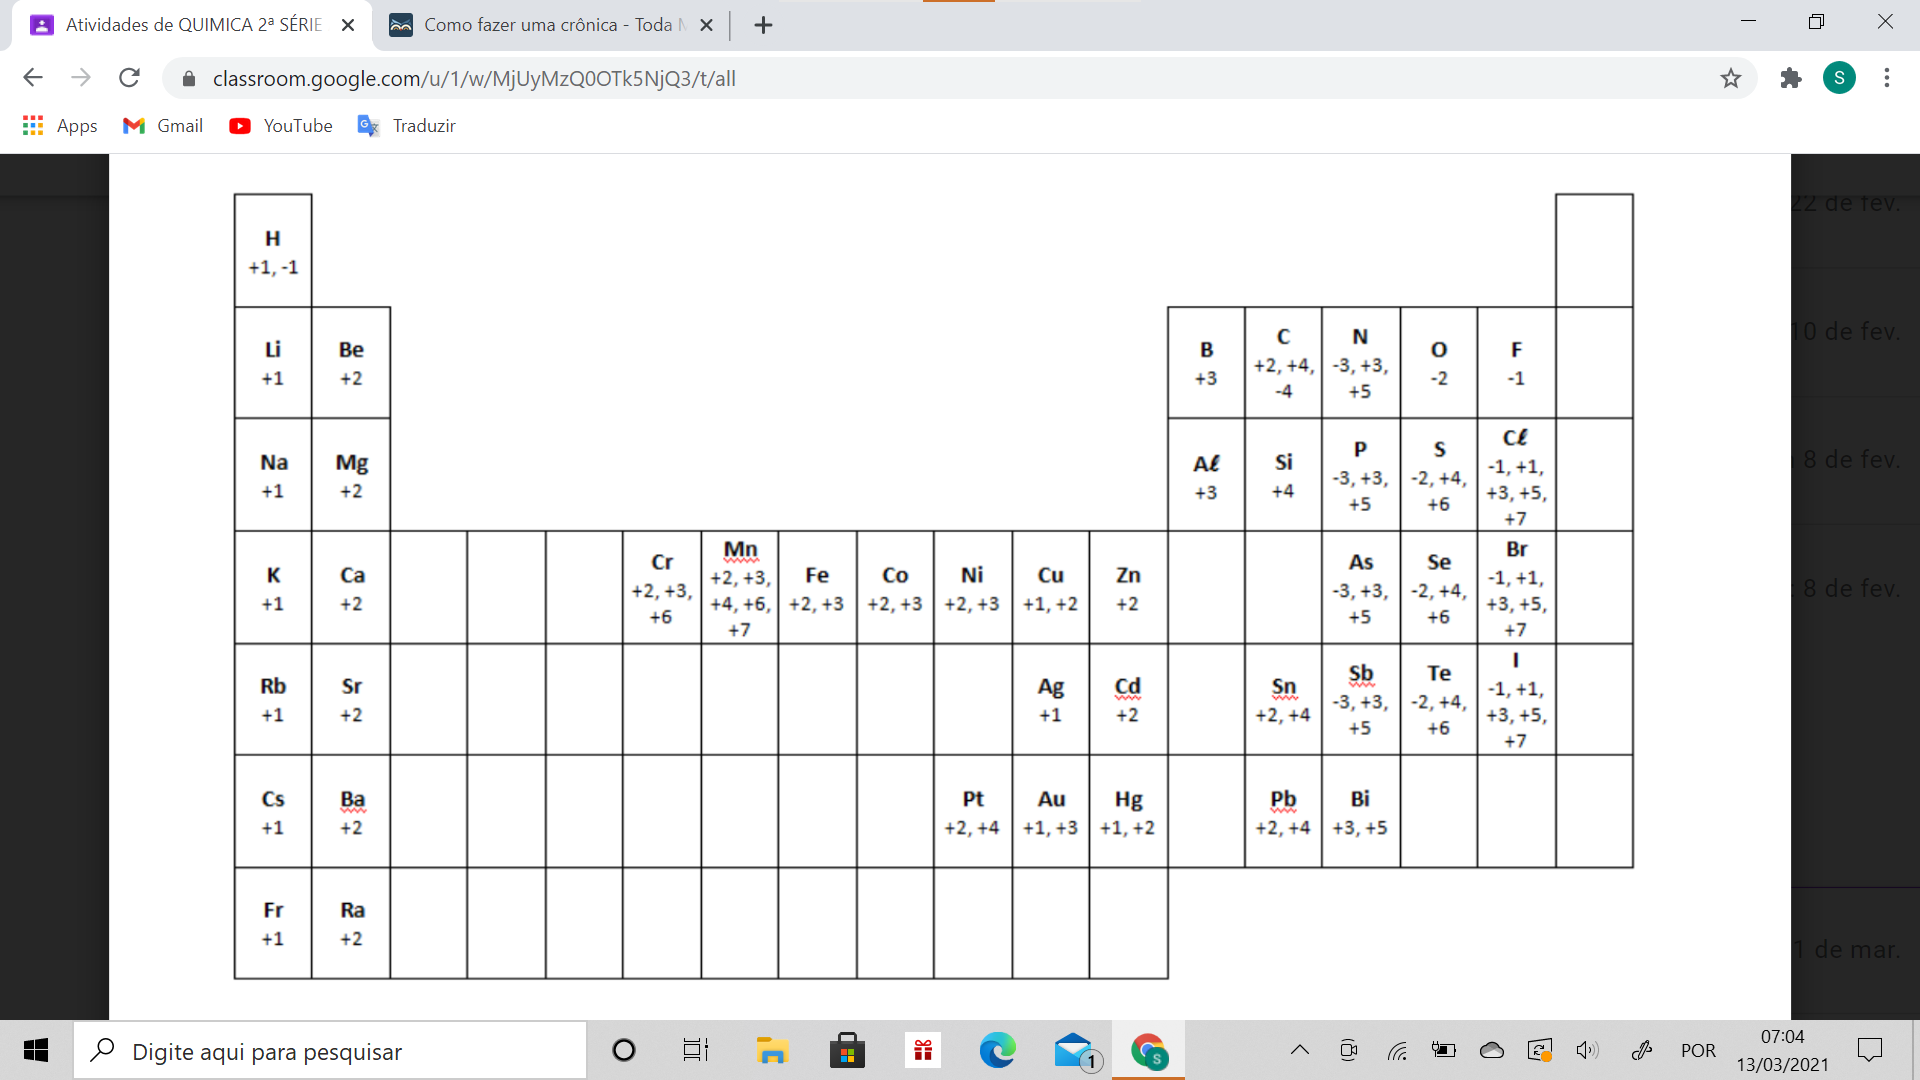 Atividades de QUIMICA 2ª SÉRIE
Como fazer uma crônica - Toda M
classroom.google.com/u/1/w/MjUyMzQ0OTk5NjQ3/t/all
S
Apps Gmail YouTube Traduzir
22 de fev.
10 de fev.
8 de fev.
8 de fev.
1 de mar.
H
+1, -1
Li Be B C N O F
+1 +2 +3 +2, +4, -4 -3, +3, +5 -2 -1
Na Mg Aℓ Si P S Cℓ
+1 +2 +3 +4 -3, +3, +5 -2, +4, +6 -1, +1, +3, +5, +7
K Ca Cr Mn Fe Co Ni Cu Zn As Se Br
+1 +2 +2, +3, +6 +2, +3, +4, +6, +7 +2, +3 +2, +3 +2, +3 +1, +2 +2 -3, +3, +5 -2, +4, +6 -1, +1, +3, +5, +7
Rb Sr Ag Cd Sn Sb Te I
+1 +2 +1 +2 +2, +4 -3, +3, +5 -2, +4, +6 -1, +1, +3, +5, +7
Cs Ba Pt Au Hg Pb Bi
+1 +2 +2, +4 +1, +3 +1, +2 +2, +4 +3, +5
Fr Ra
+1 +2
Digite aqui para pesquisar
1
S
POR
07:04
13/03/2021